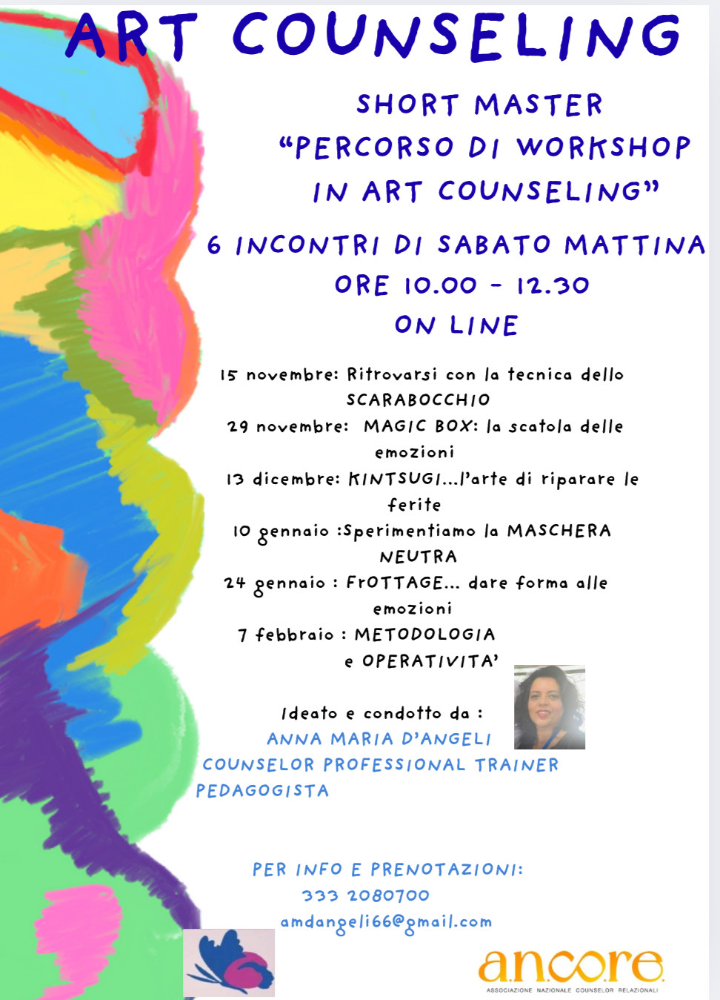 ART COUNSELING
SHORT MASTER
“PERCORSO DI WORKSHOP
IN ART COUNSELING”
6 INCONTRI DI SABATO MATTINA
ORE 10.00 - 12.30
ON LINE
15 novembre: Ritrovarsi con la tecnica dello
SCARABOCCHIO
29 novembre: MAGIC BOX: la scatola delle
emozioni
13 dicembre: KINTSUGI...l’arte di riparare le
ferite
10 gennaio :Sperimentiamo la MASCHERA
NEUTRA
24 gennaio : FrOTTAGE... dare forma alle
emozioni
7 febbraio : METODOLOGIA
e OPERATIVITA’
Ideato e condotto da :
ANNA MARIA D’ANGELI
COUNSELOR PROFESSIONAL TRAINER
PEDAGOGISTA
PER INFO E PRENOTAZIONI:
333 2080700
amdangeli66@gmail.com
a.n.co.re.
ASSOCIAZIONE NAZIONALE COUNSELOR RELAZIONALI